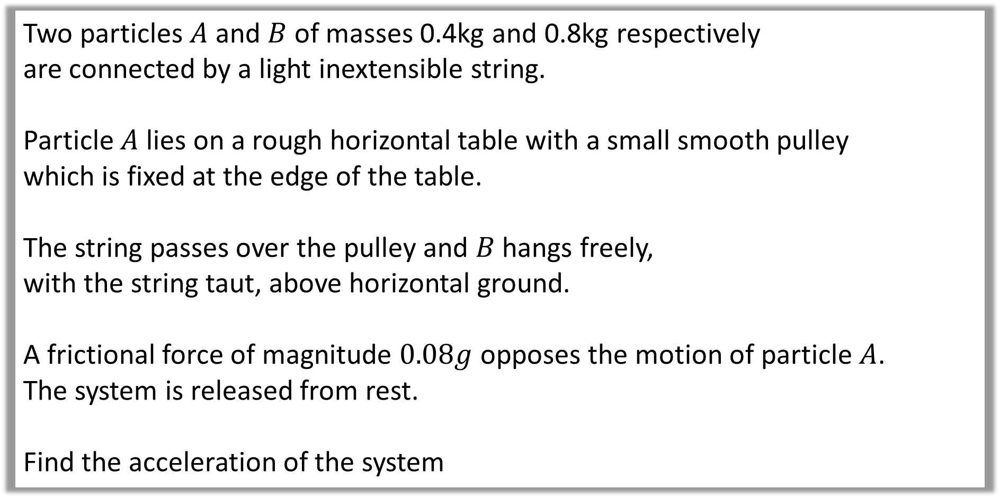 Two particles A and B of masses 0.4kg and 0.8kg respectively
are connected by a light inextensible string.
Particle A lies on a rough horizontal table with a small smooth pulley
which is fixed at the edge of the table.
The string passes over the pulley and B hangs freely,
with the string taut, above horizontal ground.
A frictional force of magnitude 0.08g opposes the motion of particle A.
The system is released from rest.
Find the acceleration of the system